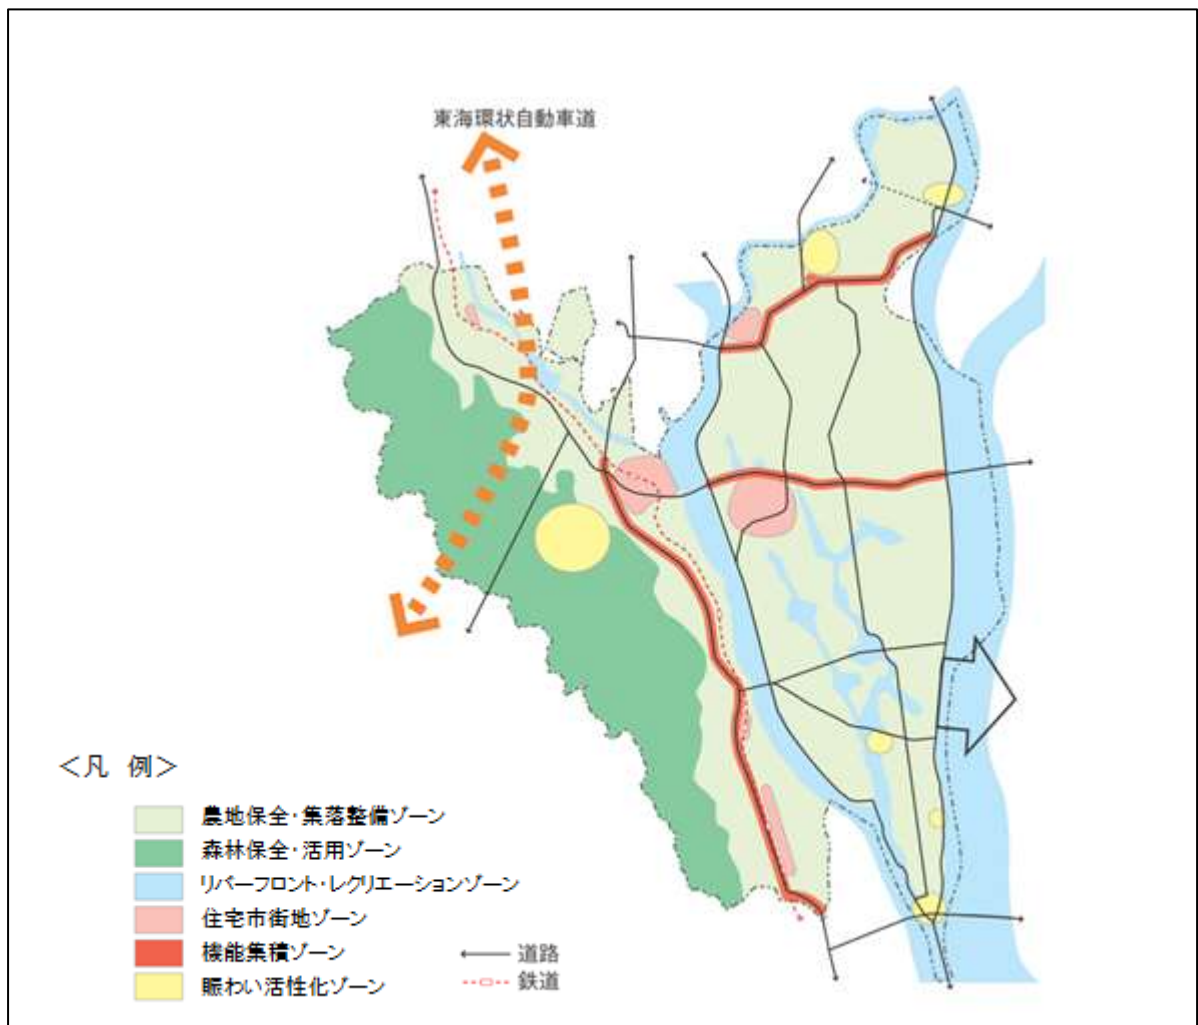 東海環状自動車道
＜凡 例＞
農地保全・集落整備ゾーン
森林保全・活用ゾーン
リバーフロント・レクリエーションゾーン
住宅市街地ゾーン
機能集積ゾーン
賑わい活性化ゾーン
道路
鉄道